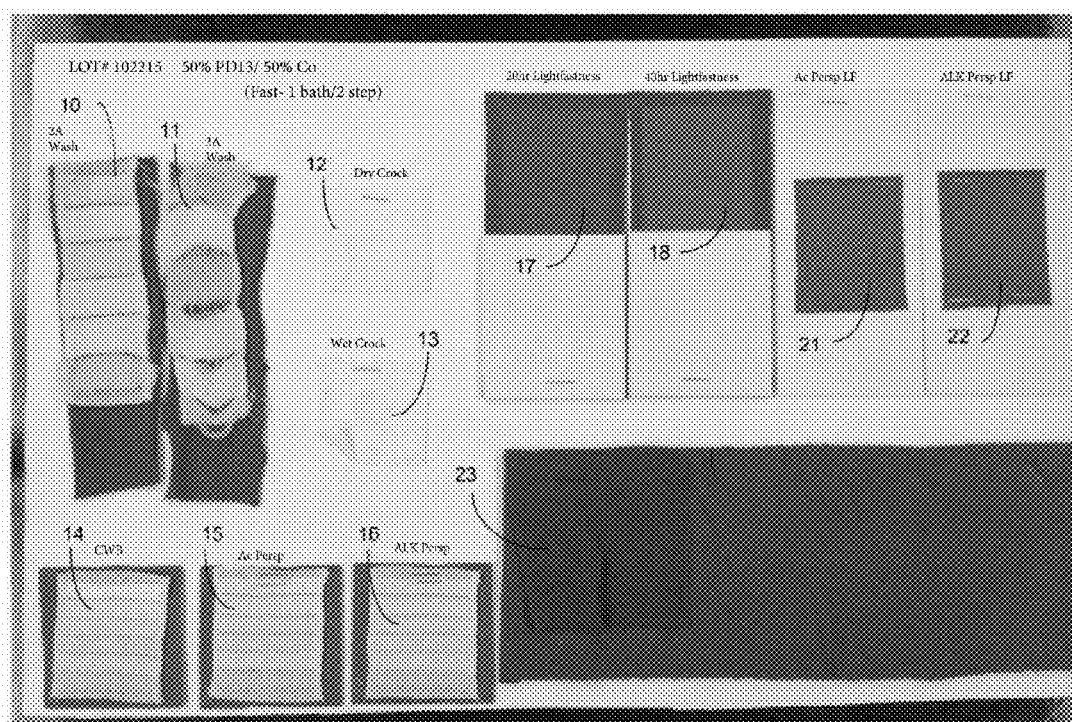 LOT# 102215 50% PD13/ 50% Co
(Fast- 1 bath/2 step)
10
2A
Wash
11
3A
Wash
12
Dry Crock
Wet Crock
13
20hr Lightfastness
40hr Lightfastness
Ac Persp LF
ALK Persp LF
17
18
21
22
23
14
CWB
15
Ac Persp
16
ALK Persp